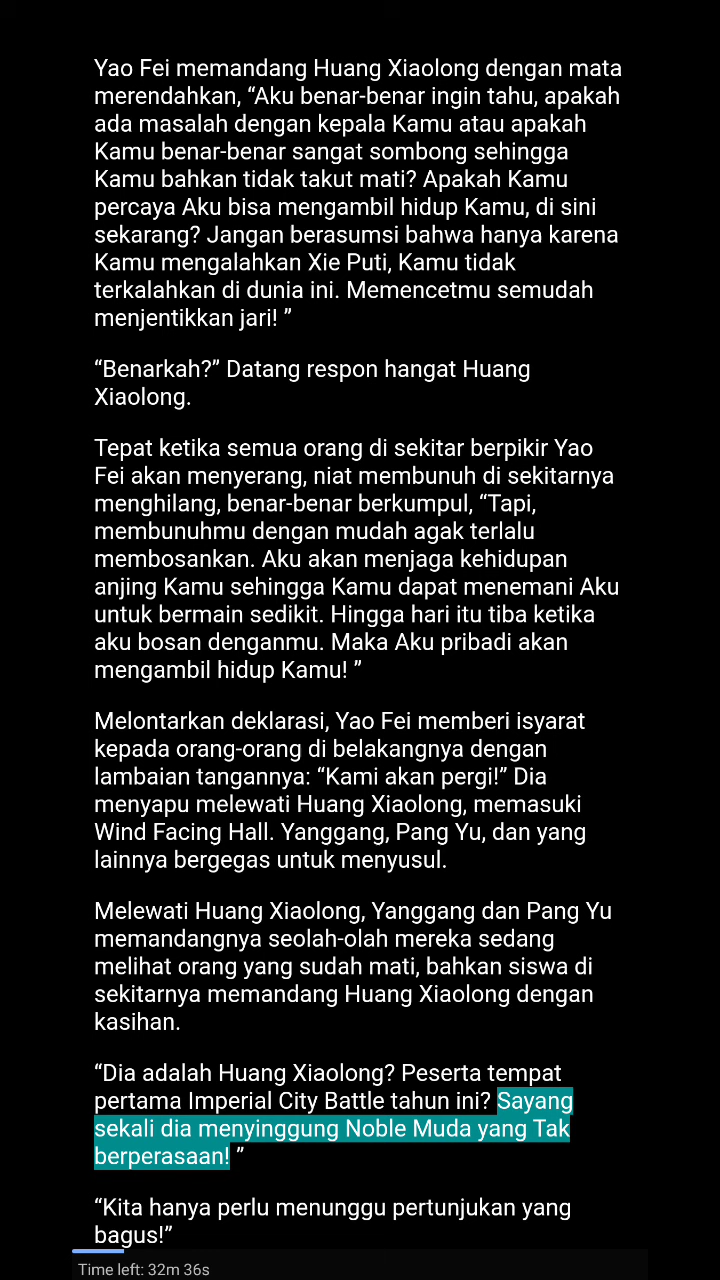 Yao Fei memandang Huang Xiaolong dengan mata
merendahkan, “Aku benar-benar ingin tahu, apakah
ada masalah dengan kepala Kamu atau apakah
Kamu benar-benar sangat sombong sehingga
Kamu bahkan tidak takut mati? Apakah Kamu
percaya Aku bisa mengambil hidup Kamu, di sini
sekarang? Jangan berasumsi bahwa hanya karena
Kamu mengalahkan Xie Puti, Kamu tidak
terkalahkan di dunia ini. Memencetmu semudah
menjentikkan jari! ”
“Benarkah?” Datang respon hangat Huang
Xiaolong.
Tepat ketika semua orang di sekitar berpikir Yao
Fei akan menyerang, niat membunuh di sekitarnya
menghilang, benar-benar berkumpul, “Tapi,
membunuhmu dengan mudah agak terlalu
membosankan. Aku akan menjaga kehidupan
anjing Kamu sehingga Kamu dapat menemani Aku
untuk bermain sedikit. Hingga hari itu tiba ketika
aku bosan denganmu. Maka Aku pribadi akan
mengambil hidup Kamu! ”
Melontarkan deklarasi, Yao Fei memberi isyarat
kepada orang-orang di belakangnya dengan
lambaian tangannya: “Kami akan pergi!” Dia
menyapu melewati Huang Xiaolong, memasuki
Wind Facing Hall. Yanggang, Pang Yu, dan yang
lainnya bergegas untuk menyusul.
Melewati Huang Xiaolong, Yanggang dan Pang Yu
memandangnya seolah-olah mereka sedang
melihat orang yang sudah mati, bahkan siswa di
sekitarnya memandang Huang Xiaolong dengan
kasihan.
“Dia adalah Huang Xiaolong? Peserta tempat
pertama Imperial City Battle tahun ini? Sayang
sekali dia menyinggung Noble Muda yang Tak
berperasaan! ”
“Kita hanya perlu menunggu pertunjukan yang
bagus!”
Time left: 32m 36s